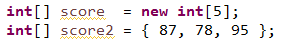 int[] score  = new int[5];
int[] score2 = { 87, 78, 95 };